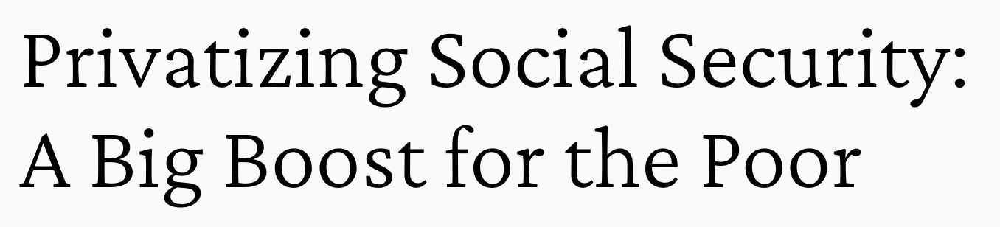 Privatizing Social Security:
A Big Boost for the Poor